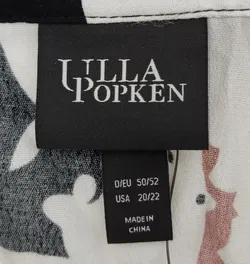 ULLA
POPKEN
D/EU 50/52
USA 20/22
MADE IN
CHINA